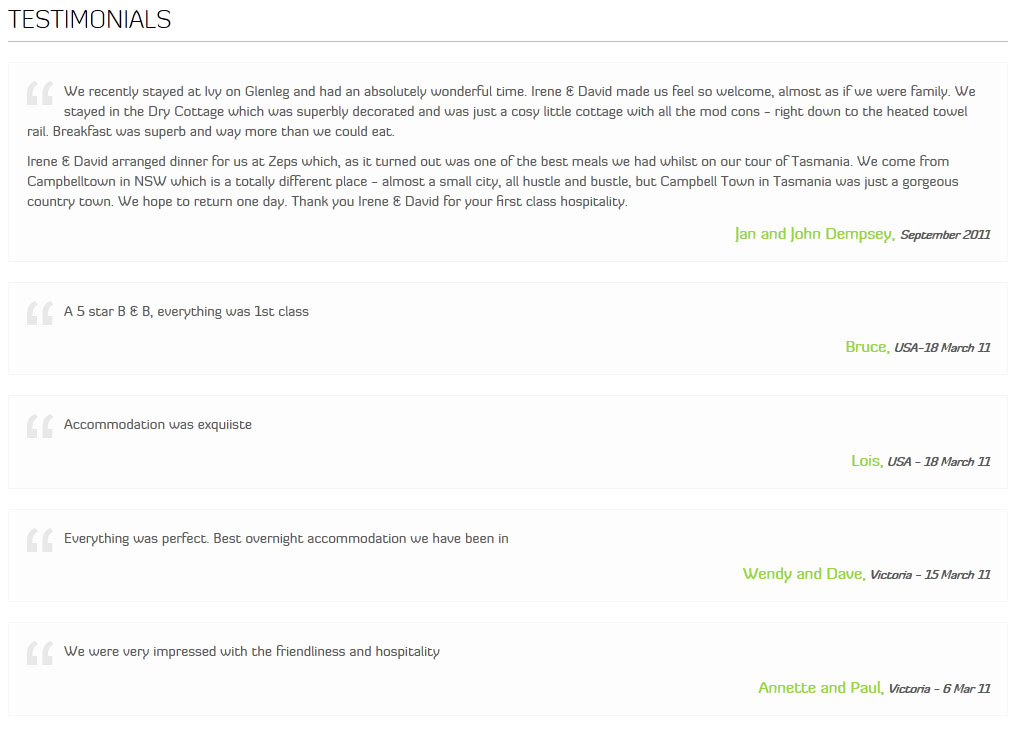 TESTIMONIALS
We recently stayed at Ivy on Glenleg and had an absolutely wonderful time. Irene & David made us feel so welcome, almost as if we were family. We
stayed in the Dry Cottage which was superbly decorated and was just a cosy little cottage with all the mod cons – right down to the heated towel
rail. Breakfast was superb and way more than we could eat.
Irene & David arranged dinner for us at Zeps which, as it turned out was one of the best meals we had whilst on our tour of Tasmania. We come from
Campbelltown in NSW which is a totally different place – almost a small city, all hustle and bustle, but Campbell Town in Tasmania was just a gorgeous
country town. We hope to return one day. Thank you Irene & David for your first class hospitality.
Jan and John Dempsey, September 2011
A 5 star B & B, everything was 1st class
Bruce, USA-18 March 11
Accommodation was exquiiste
Lois, USA - 18 March 11
Everything was perfect. Best overnight accommodation we have been in
Wendy and Dave, Victoria - 15 March 11
We were very impressed with the friendliness and hospitality
Annette and Paul, Victoria - 6 Mar 11